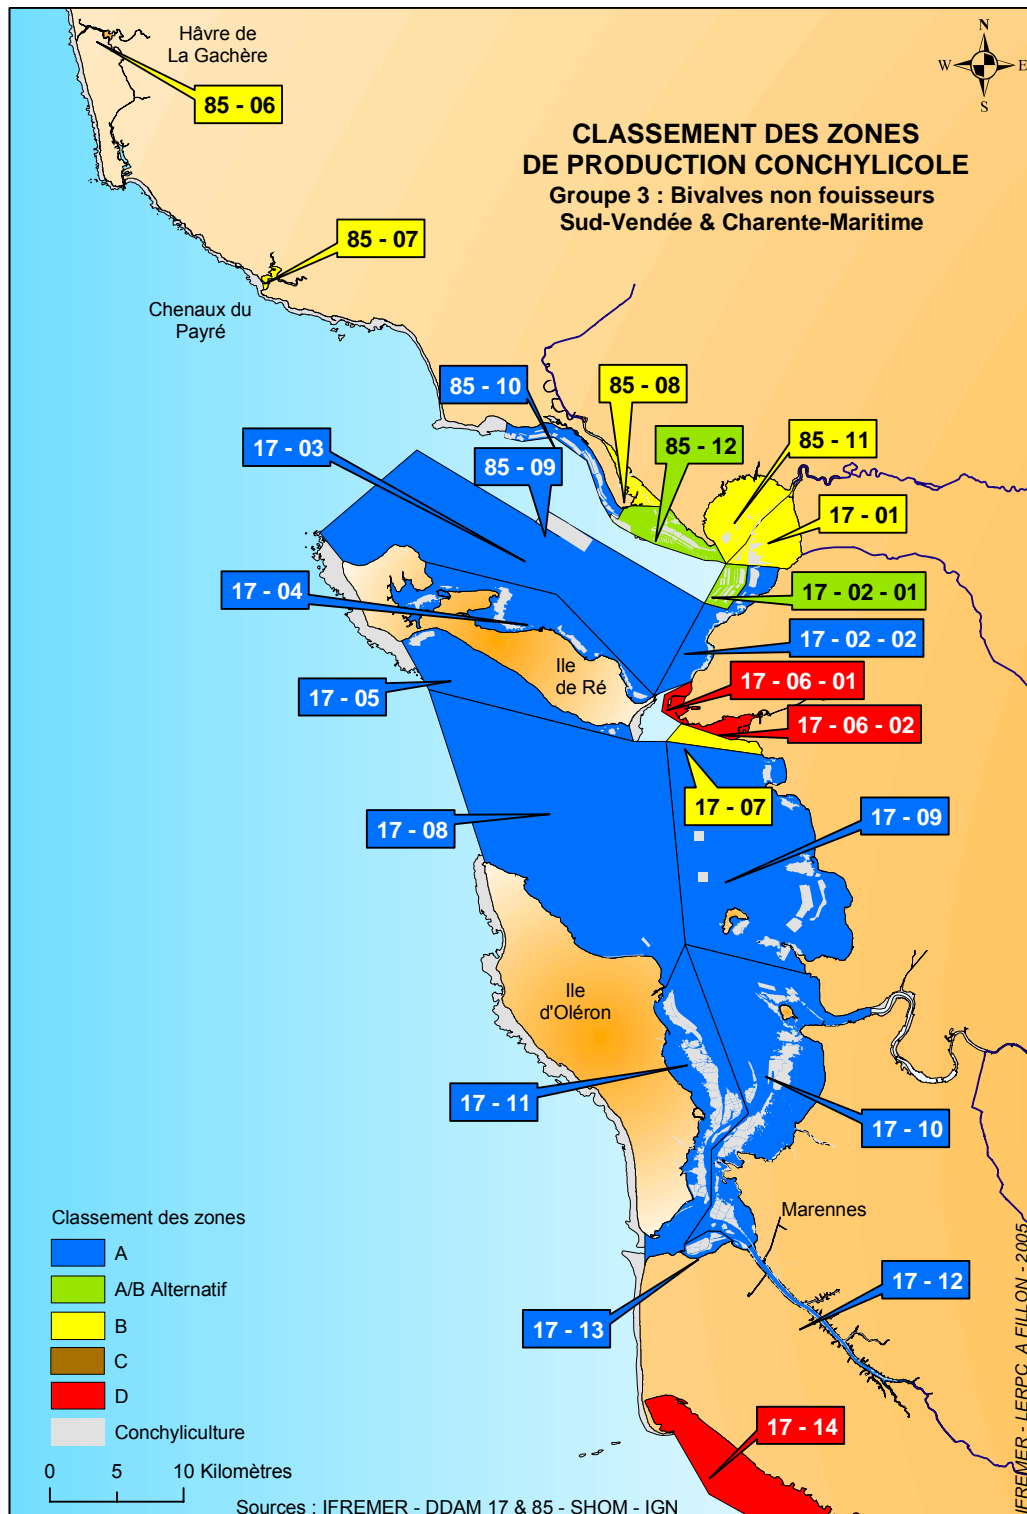 Hâvre de
La Gachère
N
W
E
S
85 - 06
CLASSEMENT DES ZONES
DE PRODUCTION CONCHYLICOLE
Groupe 3 : Bivalves non fouisseurs
Sud-Vendée & Charente-Maritime
85 - 07
Chenaux du
Payré
85 - 10
85 - 08
17 - 03
85 - 12
85 - 11
85 - 09
17 - 01
17 - 04
17 - 02 - 01
17 - 02 - 02
Ile
de Ré
17 - 06 - 01
17 - 05
17 - 06 - 02
17 - 07
17 - 08
17 - 09
Ile
d'Oléron
17 - 11
17 - 10
Marennes
Classement des zones
A
A/B Alternatif
B
C
D
Conchyliculture
17 - 12
17 - 13
17 - 14
0 5 10 Kilomètres
Sources : IFREMER - DDAM 17 & 85 - SHOM - IGN
IFREMER - LERPC_A FILLON - 2005